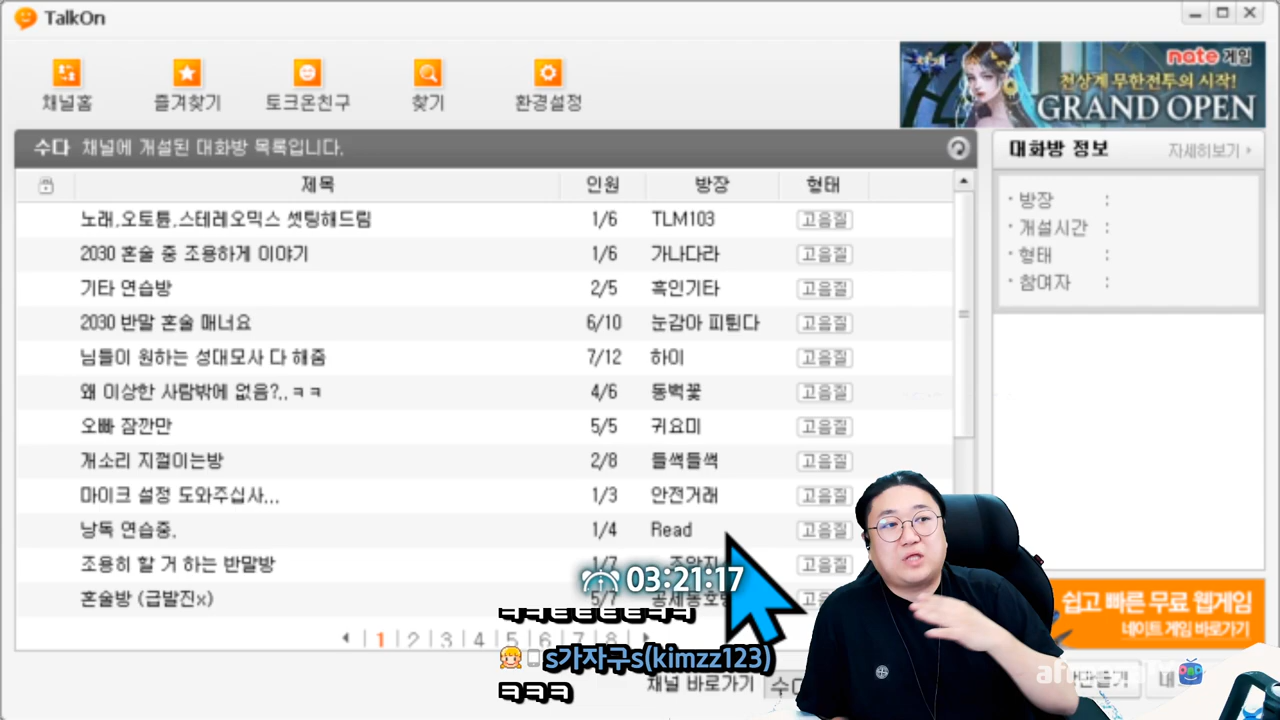 TalkOn
채널홈 즐겨찾기 토크온친구 찾기 환경설정
nate 게임
천상계 무한전투의 시작!
GRAND OPEN
수다 채널에 개설된 대화방 목록입니다.
제목 인원 방장 형태
노래,오토튠,스테레오믹스 셋팅해드림 1/6 TLM103 고음질
2030 혼술 중 조용하게 이야기 1/6 가나다라 고음질
기타 연습방 2/5 흑인기타 고음질
2030 반말 혼술 매너요 6/10 눈감아 피튄다 고음질
님들이 원하는 성대모사 다 해줌 7/12 하이 고음질
왜 이상한 사람밖에 없음?,, ㅋㅋ 4/6 동벅꽃 고음질
오빠 잠깐만 5/5 귀요미 고음질
개소리 지껄이는방 2/8 들썩들썩 고음질
마이크 설정 도와주십사,,, 1/3 안전거래 고음질
낭독 연습중, 1/4 Read 고음질
조용히 할 거 하는 반말방 1/7 고음질
혼술방 (급발진x) 5/7
1 2 3 4 5 6 7 8
채널 바로가기
대화방 정보 자세히보기
· 방장 :
· 개설시간 :
· 형태 :
· 참여자 :
쉽고 빠른 무료 웹게임
네이트 게임 바로가기
03:21:17
s가자구s(kimzz123)
ㅋㅋㅋ